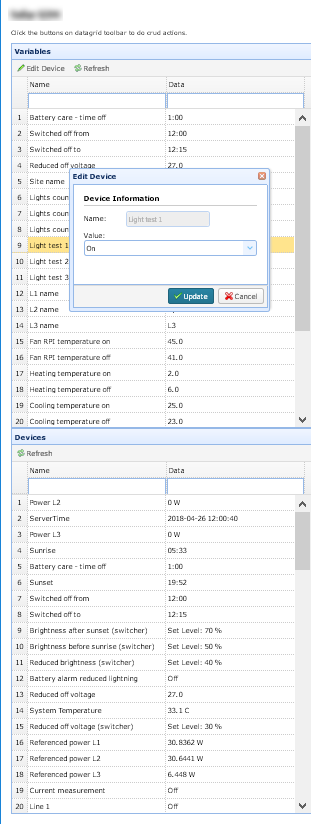 Click the buttons on datagrid toolbar to do crud actions.
Variables
Edit Device Refresh
Name Data
1 Battery care - time off 1:00
2 Switched off from 12:00
3 Switched off to 12:15
4 Reduced off voltage 27.0
5 Site name
6 Lights coun
7 Lights coun
8 Lights coun
9 Light test 1
10 Light test 2
11 Light test 3
12 L1 name
13 L2 name
14 L3 name L3
15 Fan RPI temperature on 45.0
16 Fan RPI temperature off 41.0
17 Heating temperature on 2.0
18 Heating temperature off 6.0
19 Cooling temperature on 25.0
20 Cooling temperature off 23.0
Edit Device
Device Information
Name: Light test 1
Value:
On
Update Cancel
Devices
Refresh
Name Data
1 Power L2 0 W
2 ServerTime 2018-04-26 12:00:40
3 Power L3 0 W
4 Sunrise 05:33
5 Battery care - time off 1:00
6 Sunset 19:52
7 Switched off from 12:00
8 Switched off to 12:15
9 Brightness after sunset (switcher) Set Level: 70 %
10 Brightness before sunrise (switcher) Set Level: 50 %
11 Reduced brightness (switcher) Set Level: 40 %
12 Battery alarm reduced lightning Off
13 Reduced off voltage 27.0
14 System Temperature 33.1 C
15 Reduced off voltage (switcher) Set Level: 30 %
16 Referenced power L1 30.8362 W
17 Referenced power L2 30.6441 W
18 Referenced power L3 6.448 W
19 Current measurement Off
20 Line 1 Off